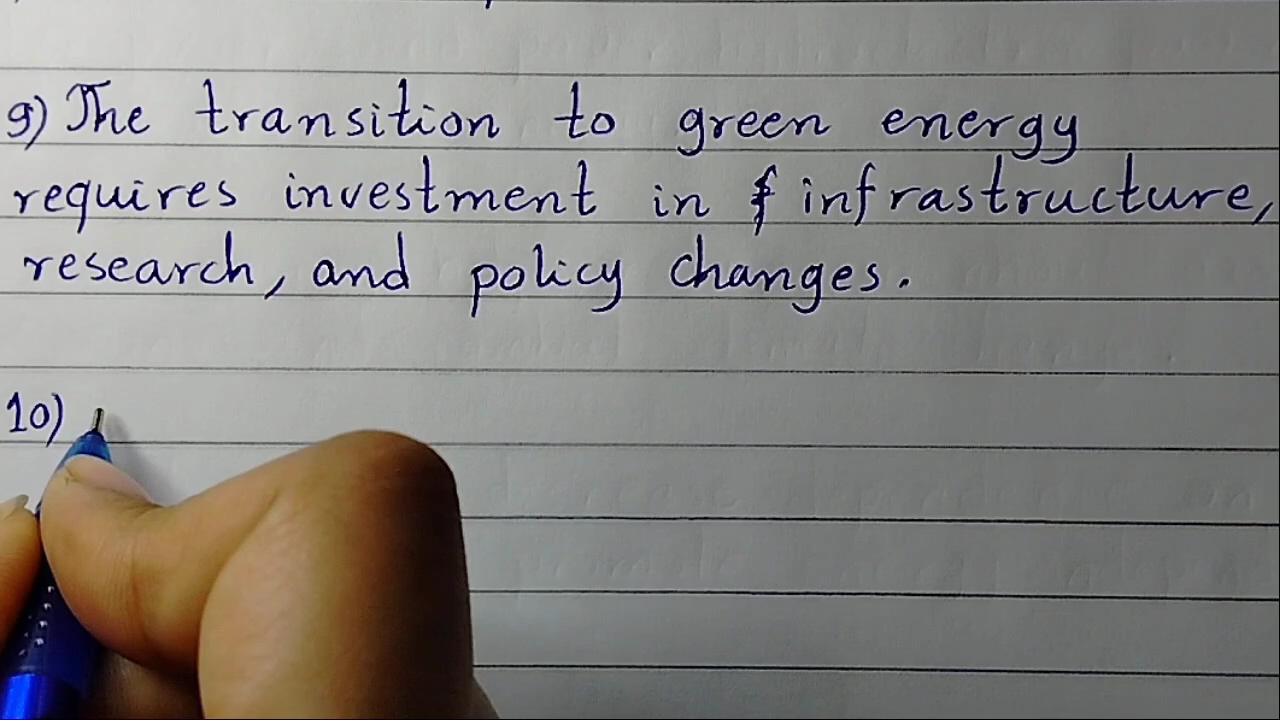 9) The transition to green energy
requires investment in infrastructure,
research, and policy changes.
10)